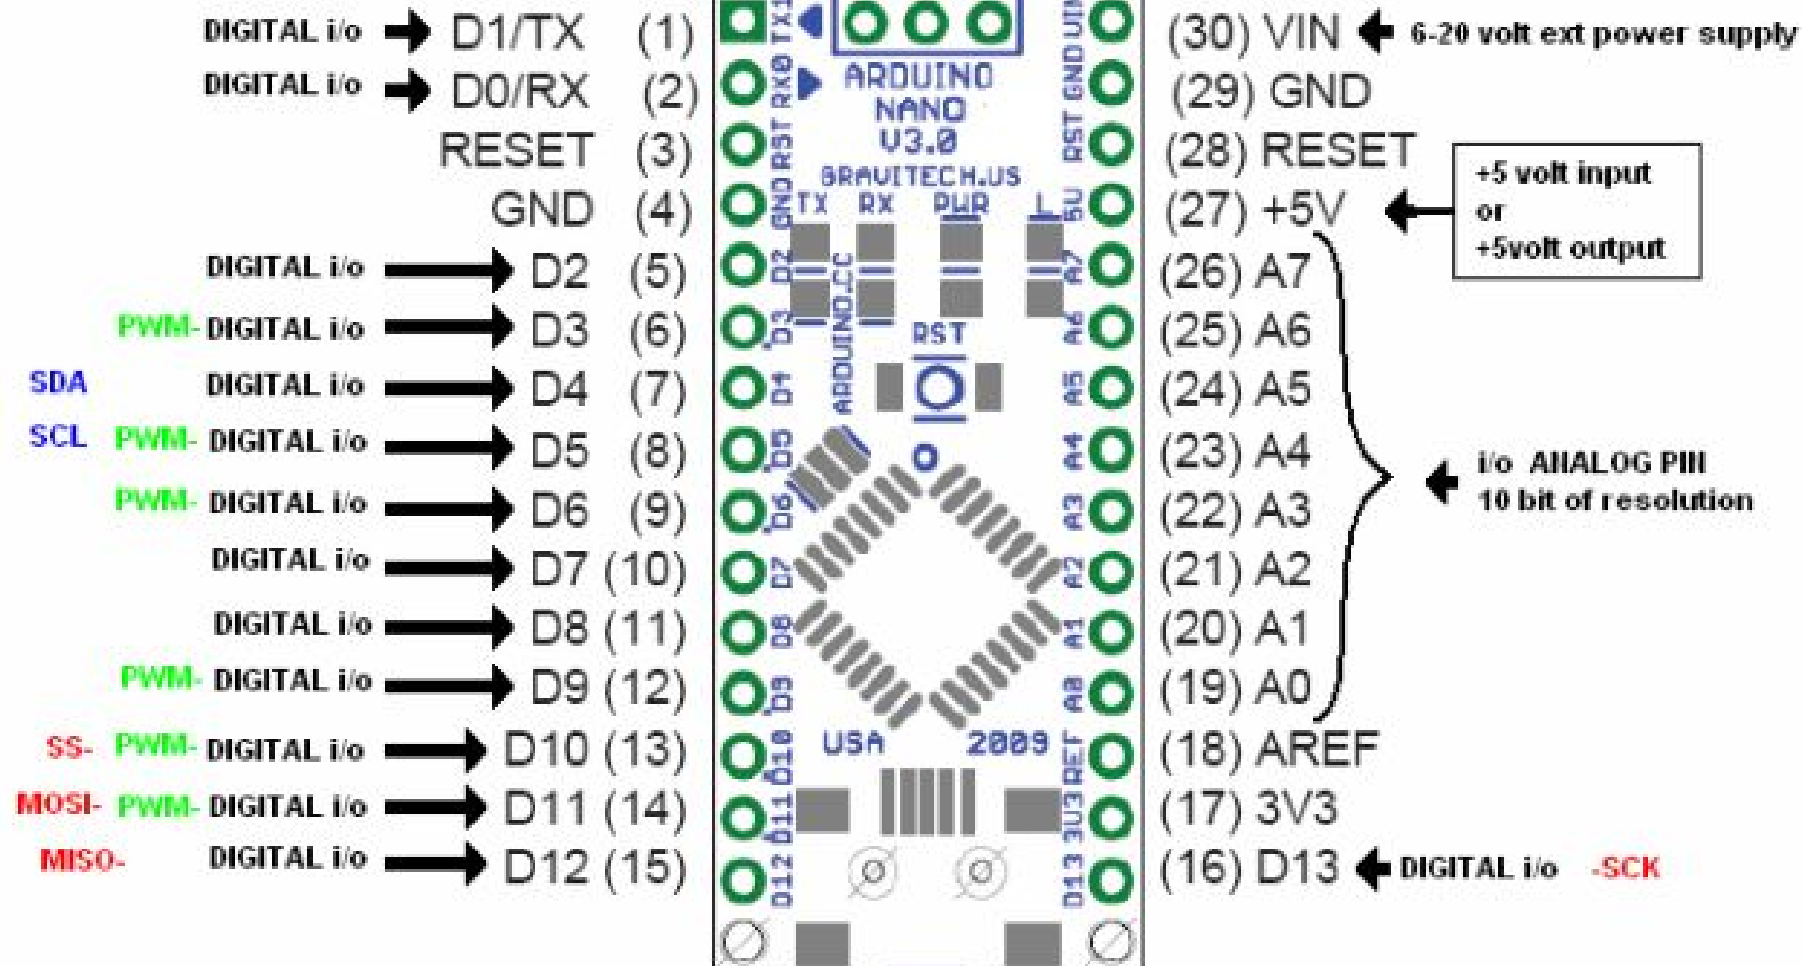 DIGITAL i/o D1/TX (1) TX1 VIN (30) VIN 6-20 volt ext power supply
DIGITAL i/o D0/RX (2) RX0 ARDUINO GND (29) GND
NANO
RESET (3) RST V3.0 RST (28) RESET
GRAVITECH.US
+5 volt input
or
+5volt output
GND (4) GND TX RX PWR L 5V (27) +5V
DIGITAL i/o D2 (5) D2 A7 (26) A7
ARDUINO.CC
PWM- DIGITAL i/o D3 (6) D3 RST A6 (25) A6
SDA DIGITAL i/o D4 (7) D4 A5 (24) A5
SCL PWM- DIGITAL i/o D5 (8) D5 A4 (23) A4
i/o ANALOG PIN
10 bit of resolution
PWM- DIGITAL i/o D6 (9) D6 A3 (22) A3
DIGITAL i/o D7 (10) D7 A2 (21) A2
DIGITAL i/o D8 (11) D8 A1 (20) A1
PWM- DIGITAL i/o D9 (12) D9 A0 (19) A0
SS- PWM- DIGITAL i/o D10 (13) D10 USA 2009 REF (18) AREF
MOSI- PWM- DIGITAL i/o D11 (14) D11 3V3 (17) 3V3
MISO- DIGITAL i/o D12 (15) D12 D13 (16) D13 DIGITAL i/o -SCK